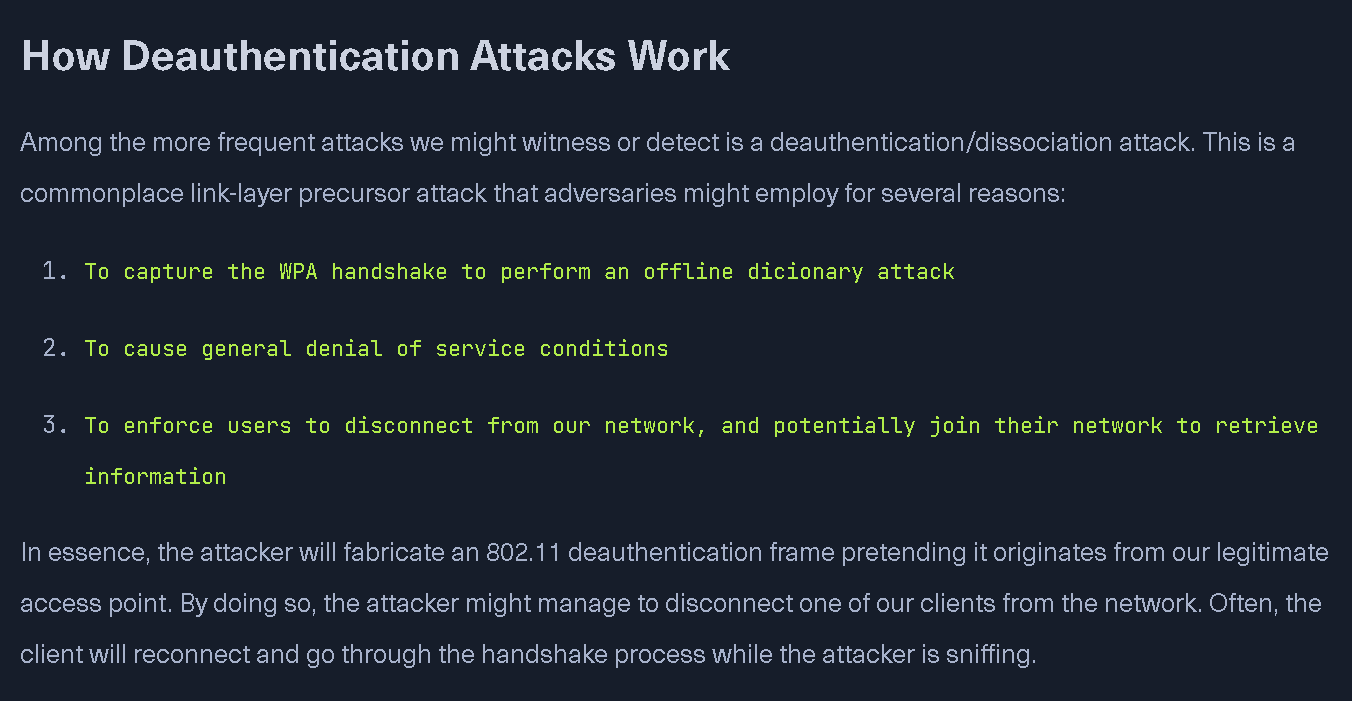 How Deauthentication Attacks Work
Among the more frequent attacks we might witness or detect is a deauthentication/dissociation attack. This is a
commonplace link-layer precursor attack that adversaries might employ for several reasons:
1. To capture the WPA handshake to perform an offline dicionary attack
2. To cause general denial of service conditions
3. To enforce users to disconnect from our network, and potentially join their network to retrieve
information
In essence, the attacker will fabricate an 802.11 deauthentication frame pretending it originates from our legitimate
access point. By doing so, the attacker might manage to disconnect one of our clients from the network. Often, the
client will reconnect and go through the handshake process while the attacker is sniffing.